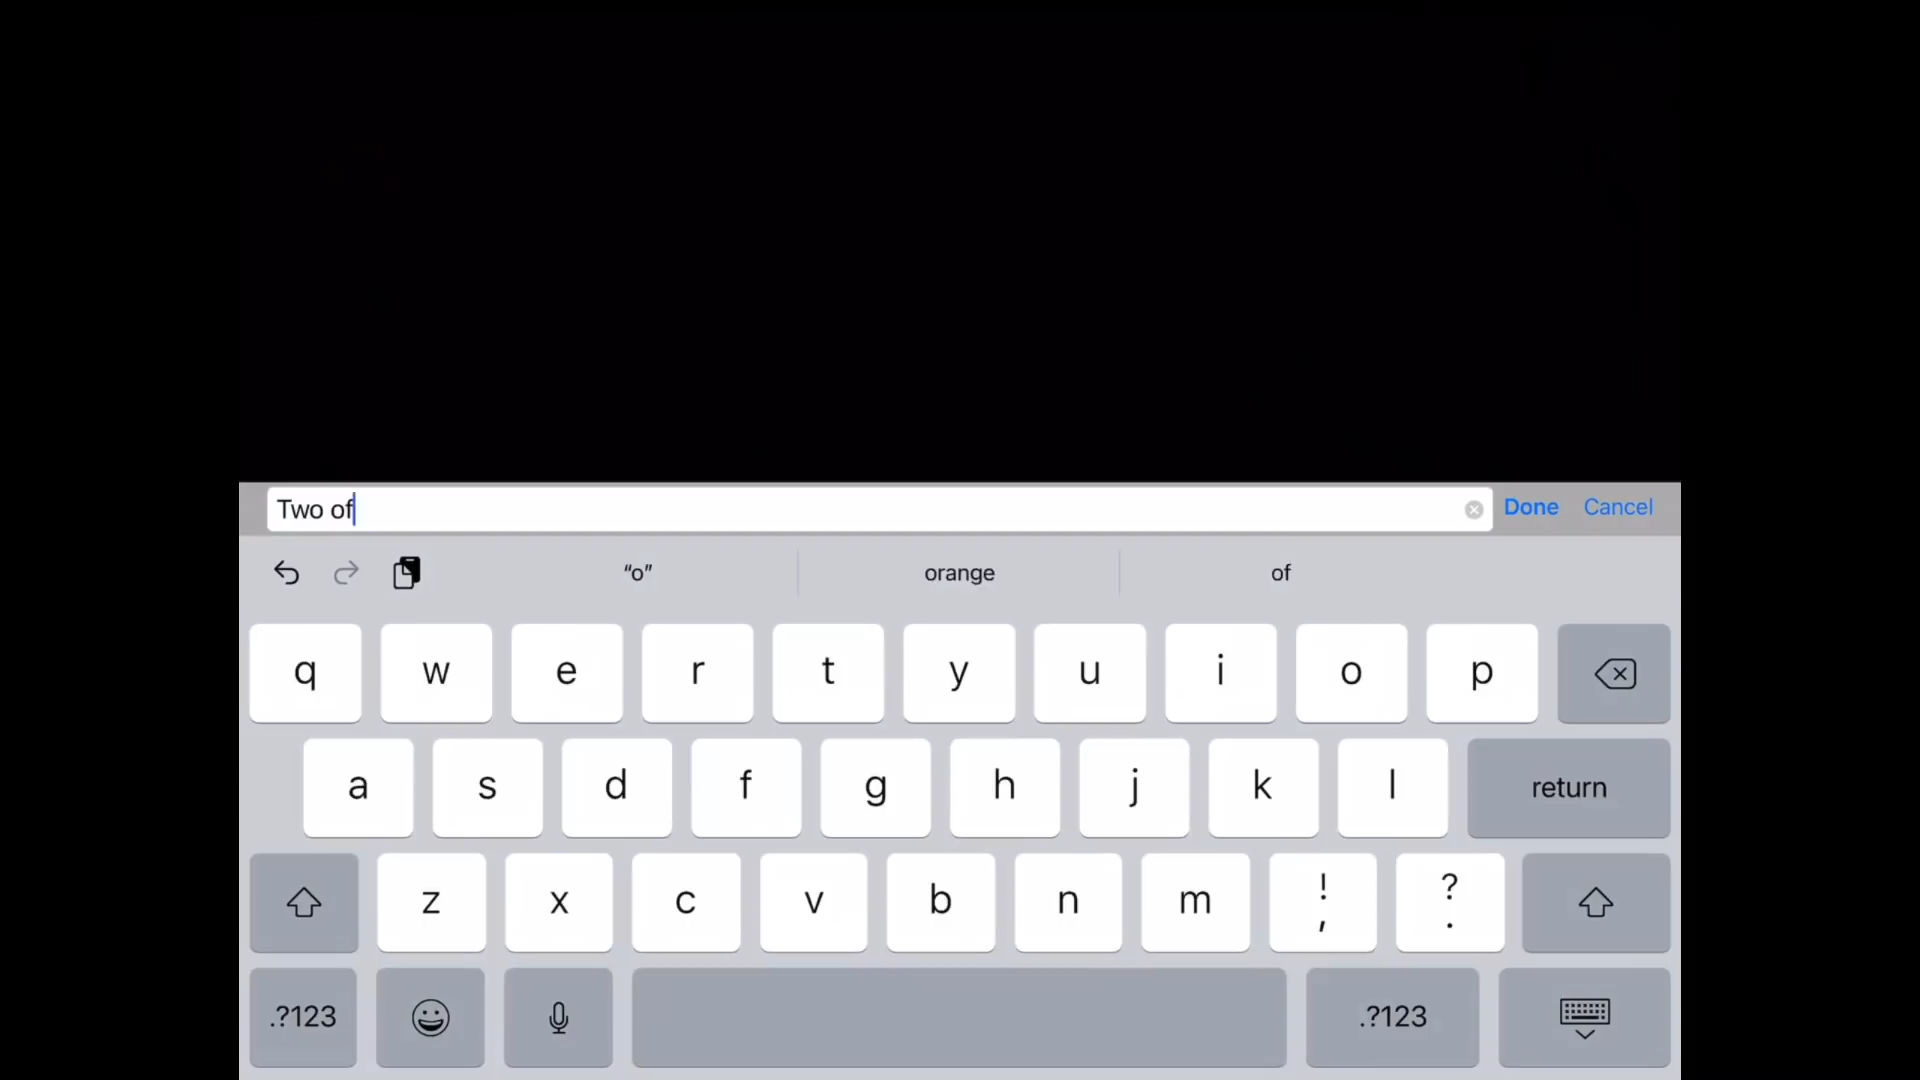 Two of
Done Cancel
“o” orange of
q w e r t y u i o p
a s d f g h j k l return
z x c v b n m ! , ? .
.?123 .?123